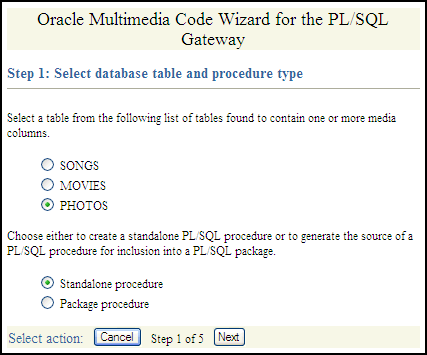 Oracle Multimedia Code Wizard for the PL/SQL
Gateway
Step 1: Select database table and procedure type
Select a table from the following list of tables found to contain one or more media
columns.
SONGS
MOVIES
PHOTOS
Choose either to create a standalone PL/SQL procedure or to generate the source of a
PL/SQL procedure for inclusion into a PL/SQL package.
Standalone procedure
Package procedure
Select action: Cancel Step 1 of 5 Next